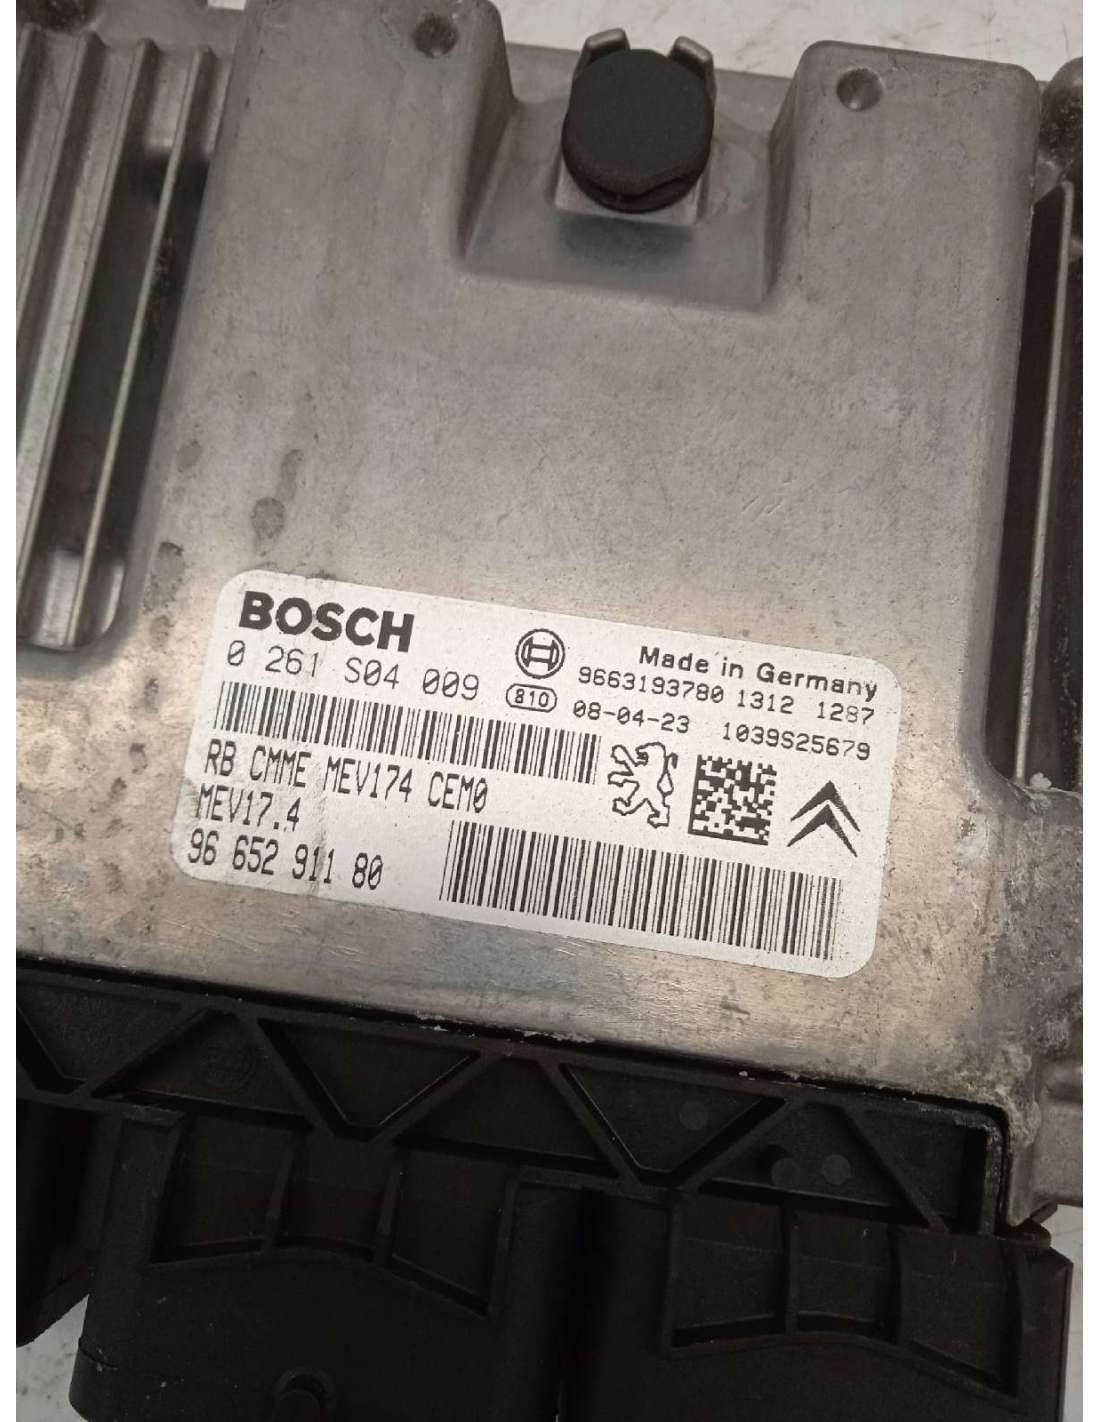 BOSCH
0 261 S04 009
Made in Germany
9663193780 1312 1287
810
08-04-23 1039S25679
RB CMME MEV174 CEM0
MEV17.4
96 652 911 80